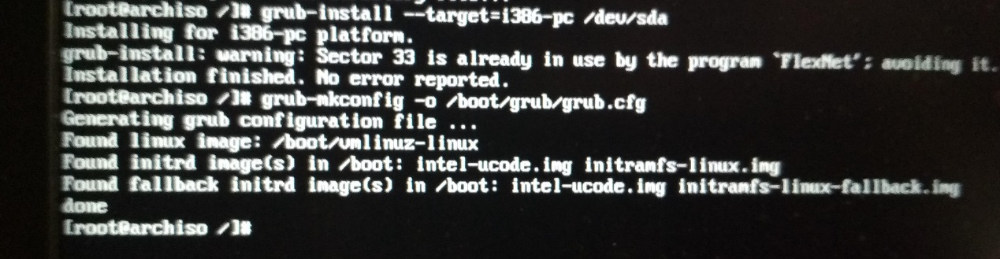 [root@archiso /]# grub-install --target=i386-pc /dev/sda
Installing for i386-pc platform.
grub-install: warning: Sector 33 is already in use by the program `FlexNet'; avoiding it.
Installation finished. No error reported.
[root@archiso /]# grub-mkconfig -o /boot/grub/grub.cfg
Generating grub configuration file ...
Found linux image: /boot/vmlinuz-linux
Found initrd image(s) in /boot: intel-ucode.img initramfs-linux.img
Found fallback initrd image(s) in /boot: intel-ucode.img initramfs-linux-fallback.img
done
[root@archiso /]#